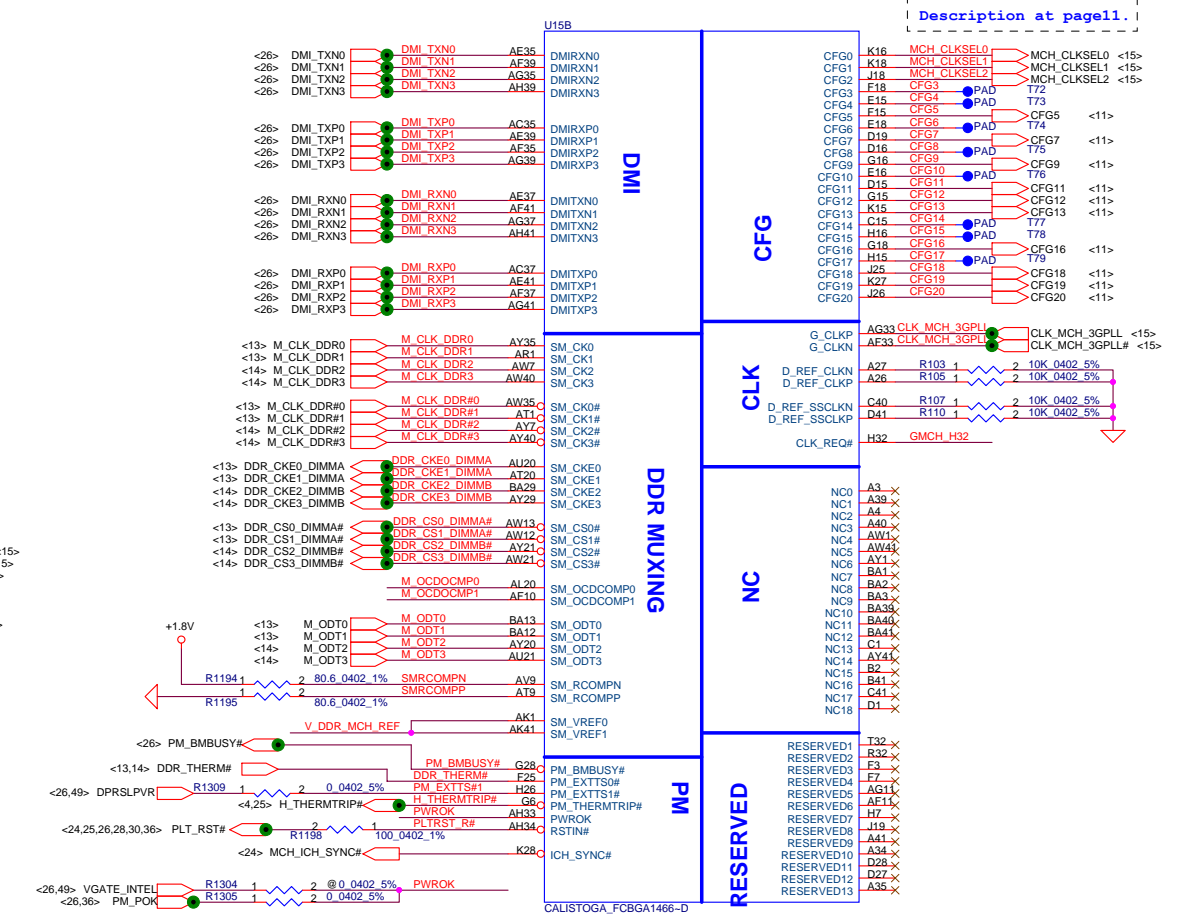 Description at page11.
U15B
<26> DMI_TXN0 DMI_TXN0 AE35 DMIRXN0
<26> DMI_TXN1 DMI_TXN1 AF39 DMIRXN1
<26> DMI_TXN2 DMI_TXN2 AG35 DMIRXN2
<26> DMI_TXN3 DMI_TXN3 AH39 DMIRXN3
<26> DMI_TXP0 DMI_TXP0 AC35 DMIRXP0
<26> DMI_TXP1 DMI_TXP1 AE39 DMIRXP1
<26> DMI_TXP2 DMI_TXP2 AF35 DMIRXP2
<26> DMI_TXP3 DMI_TXP3 AG39 DMIRXP3
<26> DMI_RXN0 DMI_RXN0 AE37 DMITXN0
<26> DMI_RXN1 DMI_RXN1 AF41 DMITXN1
<26> DMI_RXN2 DMI_RXN2 AG37 DMITXN2
<26> DMI_RXN3 DMI_RXN3 AH41 DMITXN3
<26> DMI_RXP0 DMI_RXP0 AC37 DMITXP0
<26> DMI_RXP1 DMI_RXP1 AE41 DMITXP1
<26> DMI_RXP2 DMI_RXP2 AF37 DMITXP2
<26> DMI_RXP3 DMI_RXP3 AG41 DMITXP3
DMI
<13> M_CLK_DDR0 M_CLK_DDR0 AY35 SM_CK0
<13> M_CLK_DDR1 M_CLK_DDR1 AR1 SM_CK1
<14> M_CLK_DDR2 M_CLK_DDR2 AW7 SM_CK2
<14> M_CLK_DDR3 M_CLK_DDR3 AW40 SM_CK3
<13> M_CLK_DDR#0 M_CLK_DDR#0 AW35 SM_CK0#
<13> M_CLK_DDR#1 M_CLK_DDR#1 AT1 SM_CK1#
<14> M_CLK_DDR#2 M_CLK_DDR#2 AY7 SM_CK2#
<14> M_CLK_DDR#3 M_CLK_DDR#3 AY40 SM_CK3#
<13> DDR_CKE0_DIMMA DDR_CKE0_DIMMA AU20 SM_CKE0
<13> DDR_CKE1_DIMMA DDR_CKE1_DIMMA AT20 SM_CKE1
<14> DDR_CKE2_DIMMB DDR_CKE2_DIMMB BA29 SM_CKE2
<14> DDR_CKE3_DIMMB DDR_CKE3_DIMMB AY29 SM_CKE3
<13> DDR_CS0_DIMMA# DDR_CS0_DIMMA# AW13 SM_CS0#
<13> DDR_CS1_DIMMA# DDR_CS1_DIMMA# AW12 SM_CS1#
<14> DDR_CS2_DIMMB# DDR_CS2_DIMMB# AY21 SM_CS2#
<14> DDR_CS3_DIMMB# DDR_CS3_DIMMB# AW21 SM_CS3#
M_OCDOCMP0 AL20 SM_OCDCOMP0
M_OCDOCMP1 AF10 SM_OCDCOMP1
<13> M_ODT0 M_ODT0 BA13 SM_ODT0
<13> M_ODT1 M_ODT1 BA12 SM_ODT1
<14> M_ODT2 M_ODT2 AY20 SM_ODT2
<14> M_ODT3 M_ODT3 AU21 SM_ODT3
+1.8V
R1194 1 2 80.6_0402_1% SMRCOMPN AV9 SM_RCOMPN
R1195 1 2 80.6_0402_1% SMRCOMPP AT9 SM_RCOMPP
V_DDR_MCH_REF AK1 SM_VREF0
AK41 SM_VREF1
DDR MUXING
<26> PM_BMBUSY# PM_BMBUSY# G28 PM_BMBUSY#
<13,14> DDR_THERM# DDR_THERM# F25 PM_EXTTS0#
<26,49> DPRSLPVR R1309 1 2 0_0402_5% PM_EXTTS#1 H26 PM_EXTTS1#
<4,25> H_THERMTRIP# H_THERMTRIP# G6 PM_THERMTRIP#
PWROK AH33 PWROK
<24,25,26,28,30,36> PLT_RST# 2 1 R1198 100_0402_1% PLTRST_R# AH34 RSTIN#
<24> MCH_ICH_SYNC# K28 ICH_SYNC#
PM
<26,49> VGATE_INTEL R1304 1 2 @0_0402_5% PWROK
<26,36> PM_POK R1305 1 2 0_0402_5%
CALISTOGA_FCBGA1466~D
CFG0 K16 MCH_CLKSEL0 MCH_CLKSEL0 <15>
CFG1 K18 MCH_CLKSEL1 MCH_CLKSEL1 <15>
CFG2 J18 MCH_CLKSEL2 MCH_CLKSEL2 <15>
CFG3 F18 CFG3 PAD T72
CFG4 E15 CFG4 PAD T73
CFG5 F15 CFG5 CFG5 <11>
CFG6 E18 CFG6 PAD T74
CFG7 D19 CFG7 CFG7 <11>
CFG8 D16 CFG8 PAD T75
CFG9 G16 CFG9 CFG9 <11>
CFG10 E16 CFG10 PAD T76
CFG11 D15 CFG11 CFG11 <11>
CFG12 G15 CFG12 CFG12 <11>
CFG13 K15 CFG13 CFG13 <11>
CFG14 C15 CFG14 PAD T77
CFG15 H16 CFG15 PAD T78
CFG16 G18 CFG16 CFG16 <11>
CFG17 H15 CFG17 PAD T79
CFG18 J25 CFG18 CFG18 <11>
CFG19 K27 CFG19 CFG19 <11>
CFG20 J26 CFG20 CFG20 <11>
CFG
G_CLKP AG33 CLK_MCH_3GPLL CLK_MCH_3GPLL <15>
G_CLKN AF33 CLK_MCH_3GPLL CLK_MCH_3GPLL# <15>
D_REF_CLKN A27 R103 1 2 10K_0402_5%
D_REF_CLKP A26 R105 1 2 10K_0402_5%
D_REF_SSCLKN C40 R107 1 2 10K_0402_5%
D_REF_SSCLKP D41 R110 1 2 10K_0402_5%
CLK_REQ# H32 GMCH_H32
CLK
NC0 A3
NC1 A39
NC2 A4
NC3 A40
NC4 AW1
NC5 AW41
NC6 AY1
NC7 BA1
NC8 BA2
NC9 BA3
NC10 BA39
NC11 BA40
NC12 BA41
NC13 C1
NC14 AY41
NC15 B2
NC16 B41
NC17 C41
NC18 D1
NC
RESERVED1 T32
RESERVED2 R32
RESERVED3 F3
RESERVED4 F7
RESERVED5 AG11
RESERVED6 AF11
RESERVED7 H7
RESERVED8 J19
RESERVED9 A41
RESERVED10 A34
RESERVED11 D28
RESERVED12 D27
RESERVED13 A35
RESERVED
15>
5>
>
>